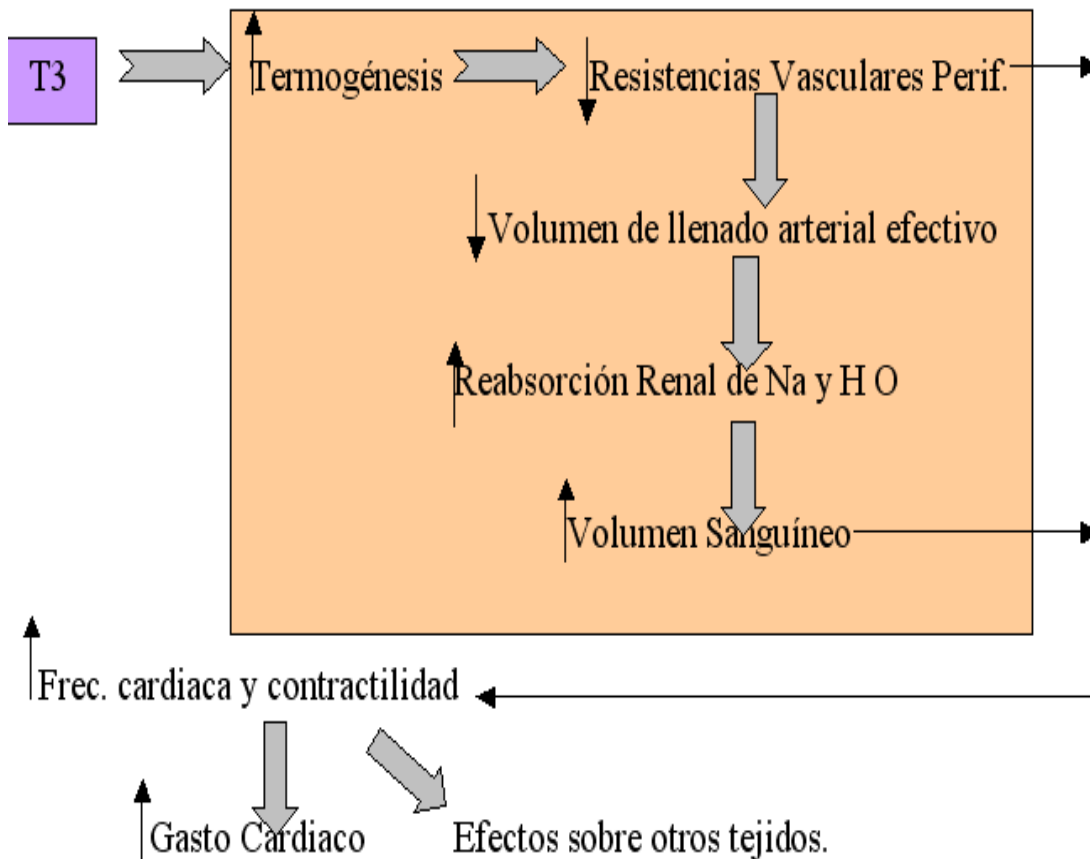 T3
Termogénesis
Resistencias Vasculares Perif.
Volumen de llenado arterial efectivo
Reabsorción Renal de Na y H O
Volumen Sanguíneo
Frec. cardiaca y contractilidad
Gasto Cardiaco
Efectos sobre otros tejidos.